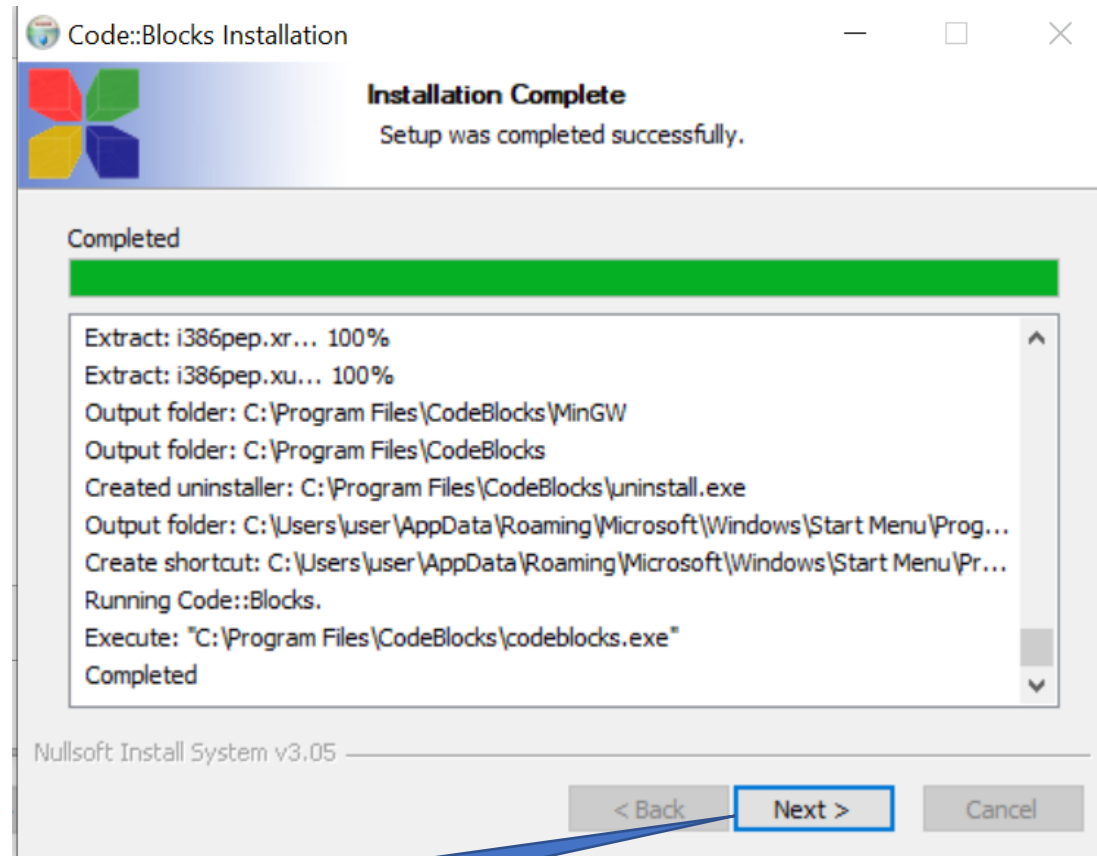 Code::Blocks Installation
Installation Complete
Setup was completed successfully.
Completed
Extract: i386pep.xr... 100%
Extract: i386pep.xu... 100%
Output folder: C:\Program Files\CodeBlocks\MinGW
Output folder: C:\Program Files\CodeBlocks
Created uninstaller: C:\Program Files\CodeBlocks\uninstall.exe
Output folder: C:\Users\user\AppData\Roaming\Microsoft\Windows\Start Menu\Prog...
Create shortcut: C:\Users\user\AppData\Roaming\Microsoft\Windows\Start Menu\Pr...
Running Code::Blocks.
Execute: "C:\Program Files\CodeBlocks\codeblocks.exe"
Completed
Nullsoft Install System v3.05
< Back Next > Cancel